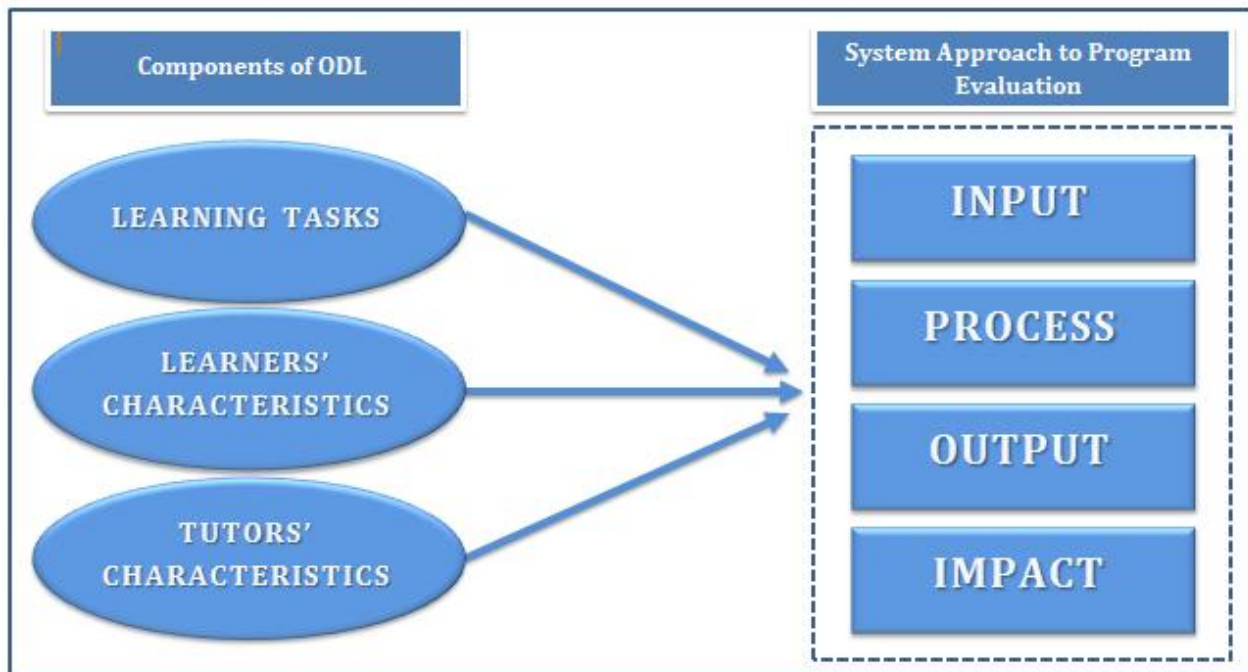 Components of ODL
System Approach to Program
Evaluation
LEARNING TASKS
LEARNERS’
CHARACTERISTICS
TUTORS’
CHARACTERISTICS
INPUT
PROCESS
OUTPUT
IMPACT